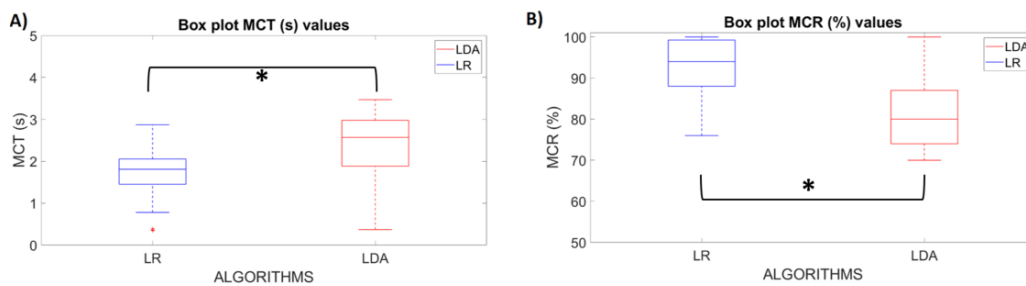 A)
Box plot MCT (s) values
5
4
3
2
1
0
MCT (s)
LDA
LR
*
LR
LDA
ALGORITHMS
B)
Box plot MCR (%) values
100
90
80
70
60
50
MCR (%)
LDA
LR
*
LR
LDA
ALGORITHMS